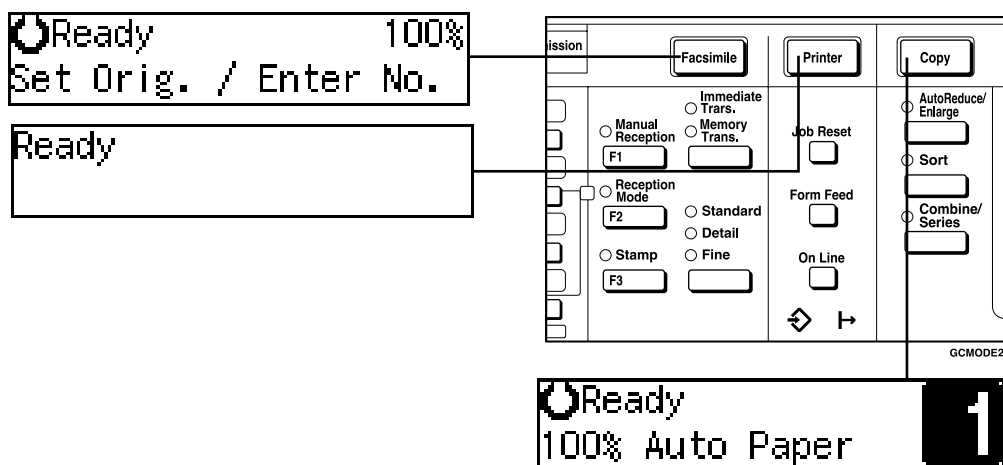 Ready 100%
Set Orig. / Enter No.
Ready
Facsimile
Printer
Copy
Immediate
Trans.
Manual
Reception
Memory
Trans.
F1
Reception
Mode
F2
Standard
Detail
Stamp
Fine
F3
Job Reset
Form Feed
On Line
AutoReduce/
Enlarge
Sort
Combine/
Series
GCMODE2
Ready
100% Auto Paper
1